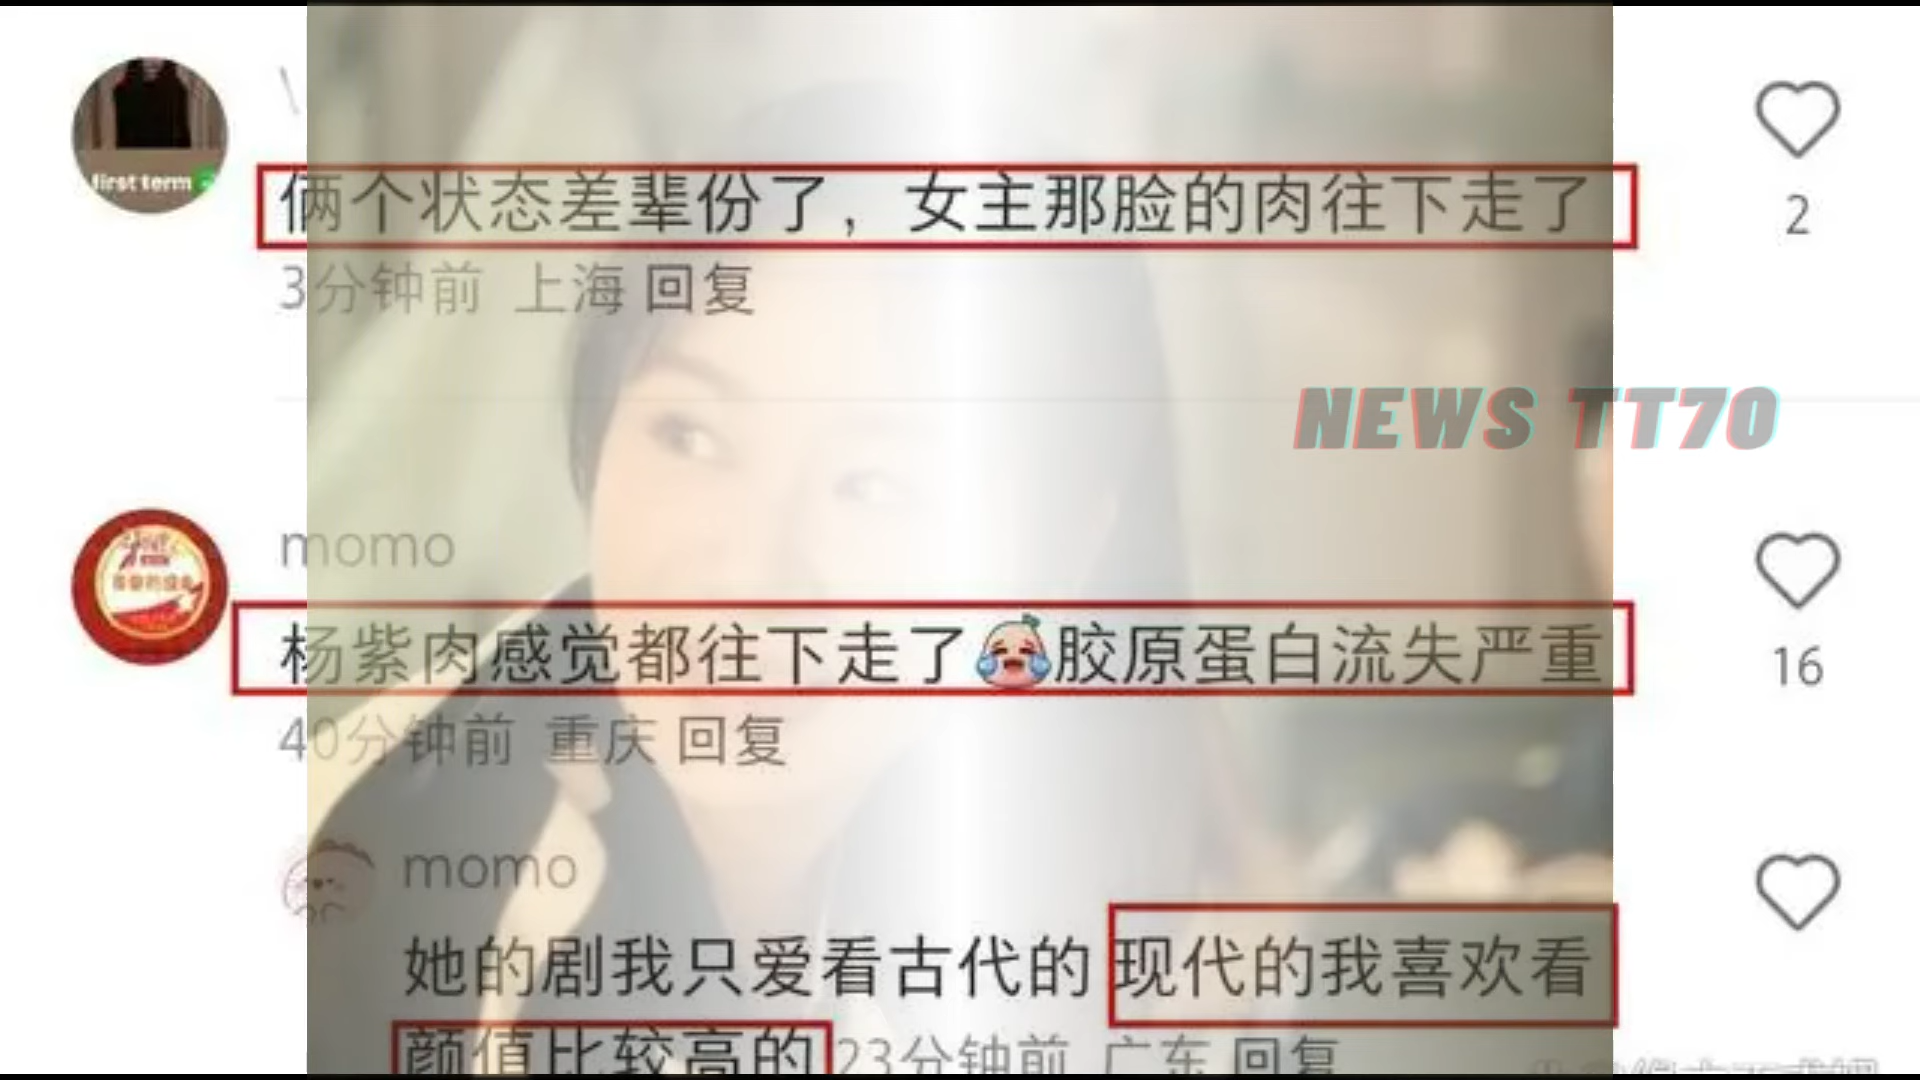 first term
俩个状态差辈份了，女主那脸的肉往下走了
2
3分钟前 上海 回复
NEWS TT70
momo
杨紫肉感觉都往下走了😂胶原蛋白流失严重
16
40分钟前 重庆 回复
momo
她的剧我只爱看古代的 现代的我喜欢看
颜值比较高的 23分钟前 广东 回复